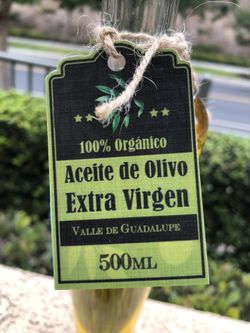 100% Orgánico
Aceite de Olivo
Extra Virgen
VALLE DE GUADALUPE
500ML